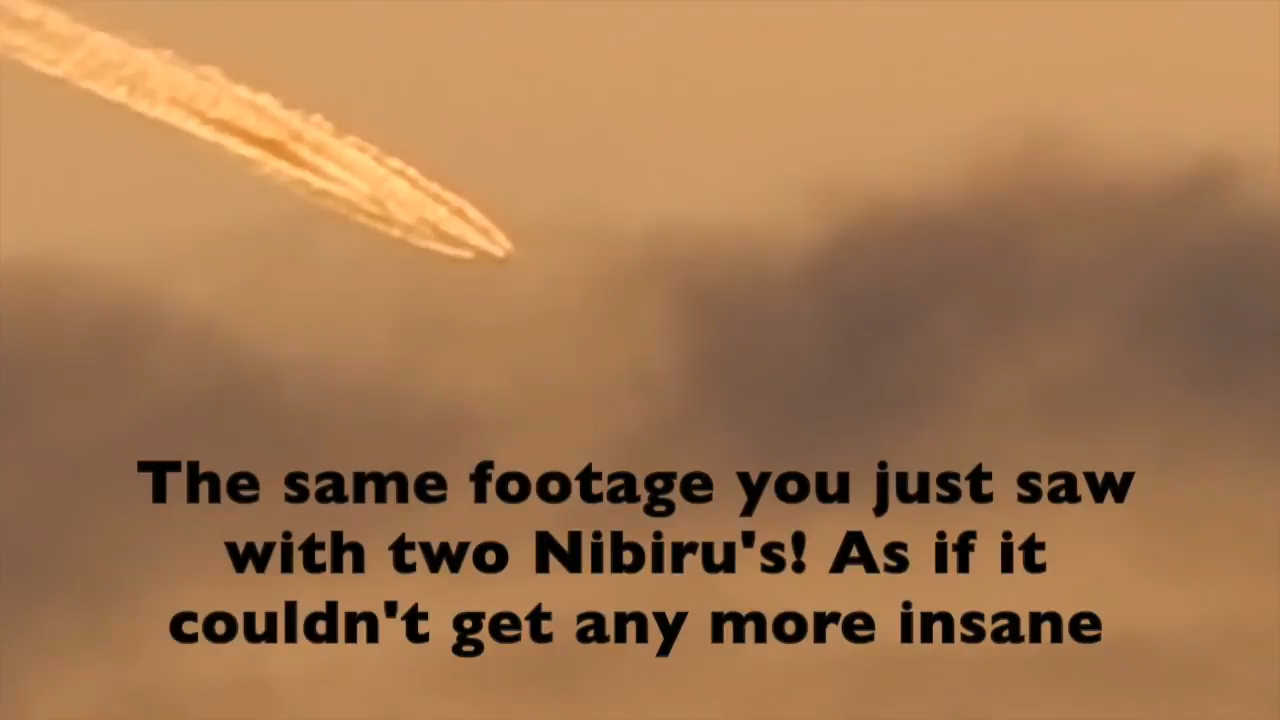 The same footage you just saw
with two Nibiru's! As if it
couldn't get any more insane